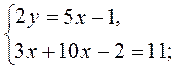 2y = 5x − 1,
3x + 10x − 2 = 11;